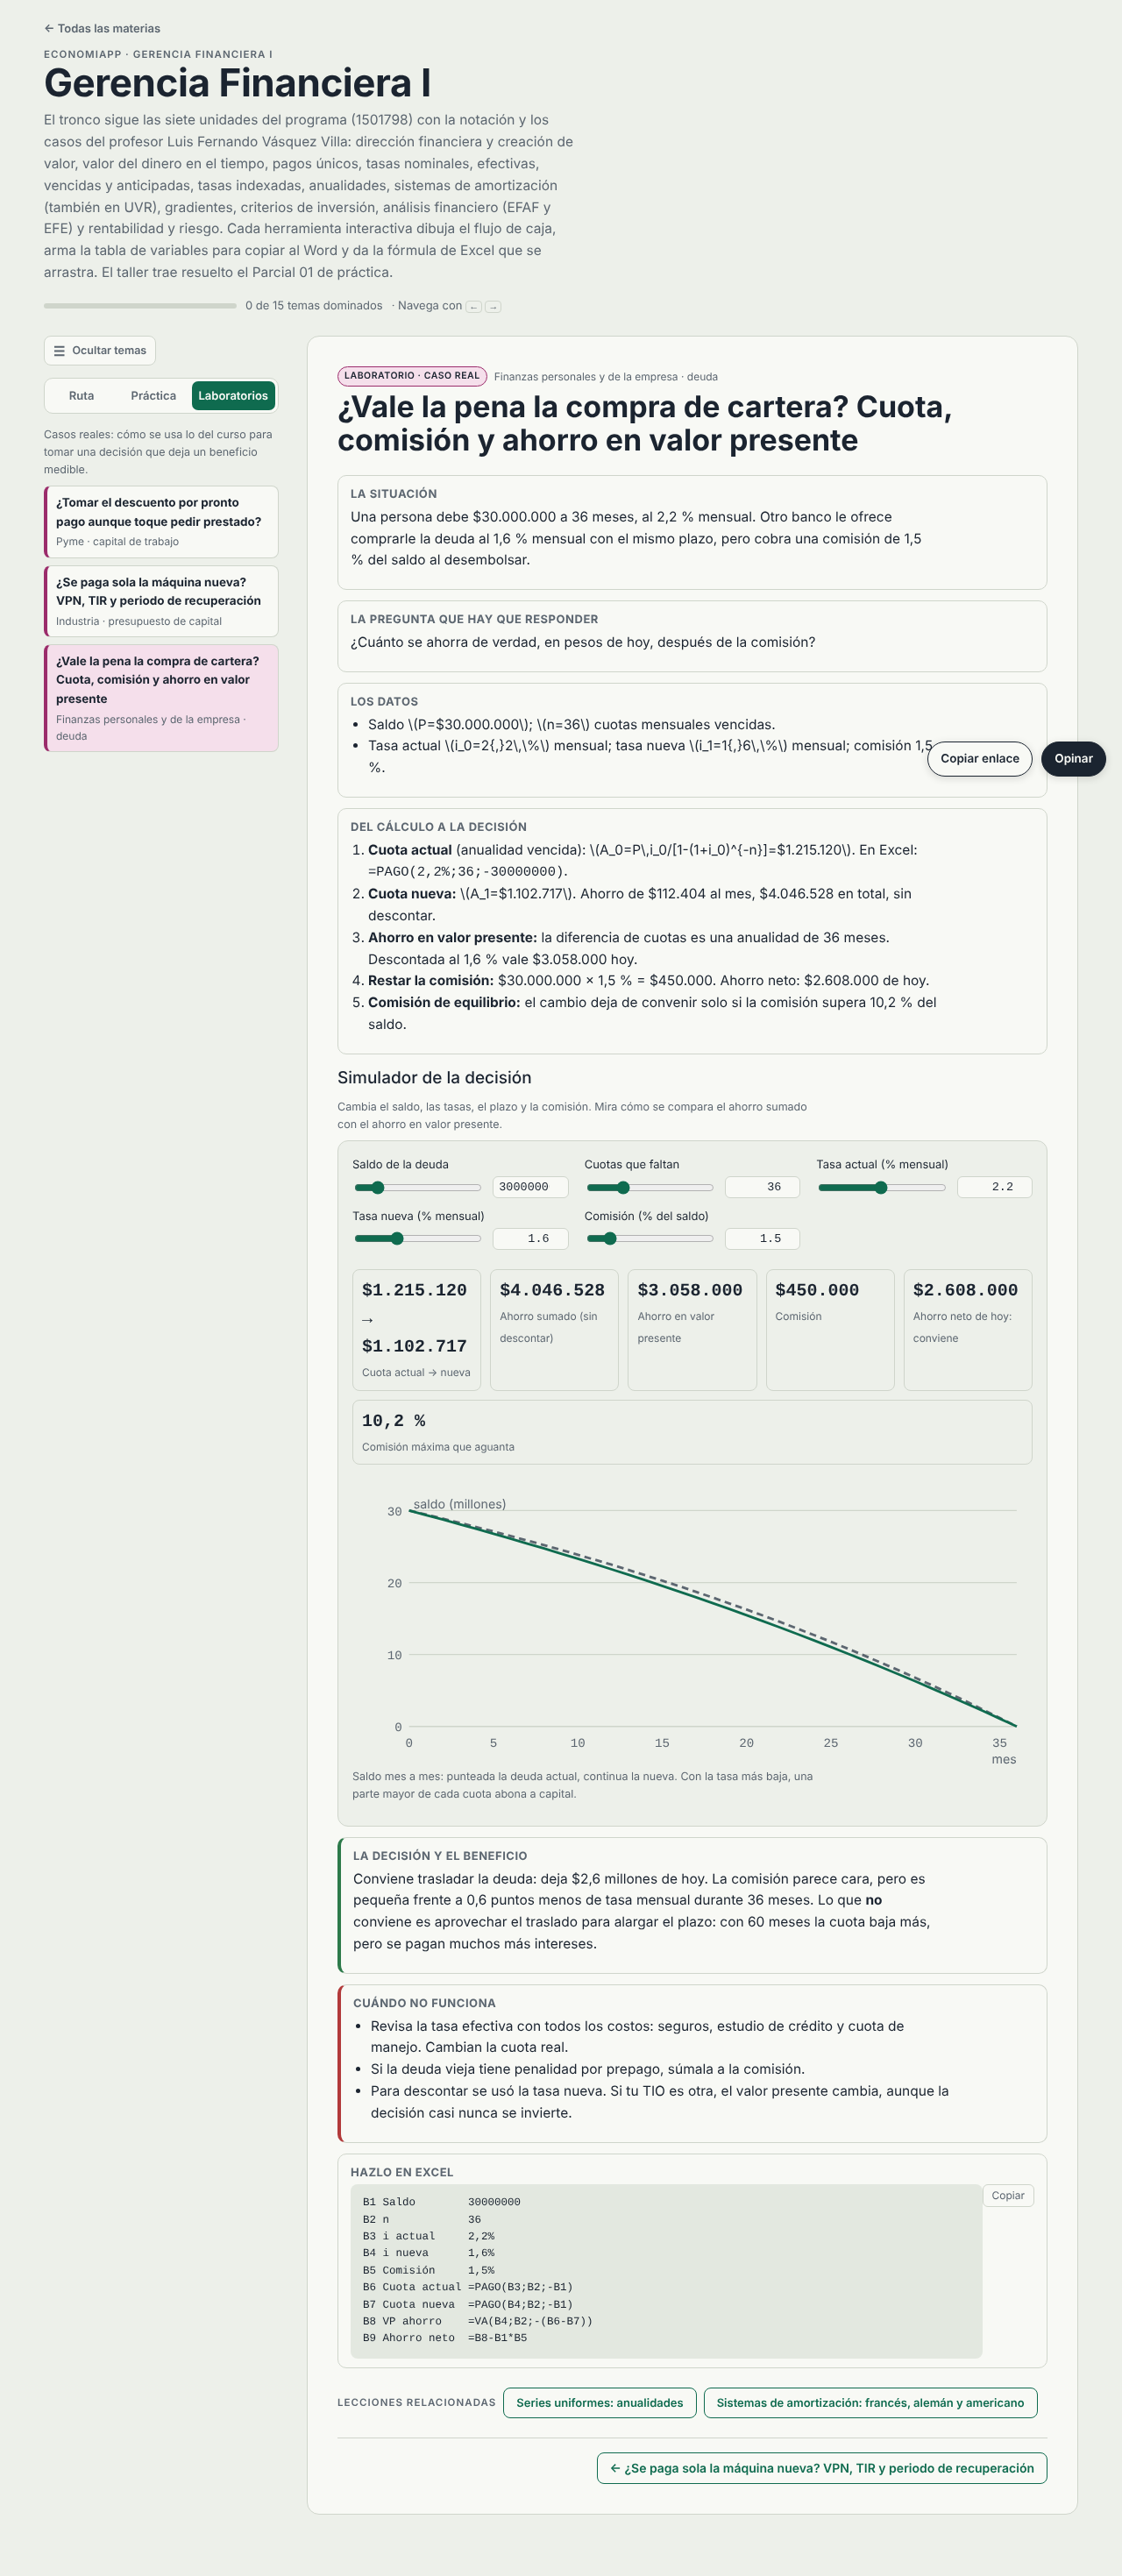 ← Todas las materias
ECONOMIAPP · GERENCIA FINANCIERA I
Gerencia Financiera I
El tronco sigue las siete unidades del programa (1501798) con la notación y los
casos del profesor Luis Fernando Vásquez Villa: dirección financiera y creación de
valor, valor del dinero en el tiempo, pagos únicos, tasas nominales, efectivas,
vencidas y anticipadas, tasas indexadas, anualidades, sistemas de amortización
(también en UVR), gradientes, criterios de inversión, análisis financiero (EFAF y
EFE) y rentabilidad y riesgo. Cada herramienta interactiva dibuja el flujo de caja,
arma la tabla de variables para copiar al Word y da la fórmula de Excel que se
arrastra. El taller trae resuelto el Parcial 01 de práctica.
0 de 15 temas dominados · Navega con ← →
☰ Ocultar temas
Ruta Práctica Laboratorios
Casos reales: cómo se usa lo del curso para
tomar una decisión que deja un beneficio
medible.
¿Tomar el descuento por pronto
pago aunque toque pedir prestado?
Pyme · capital de trabajo
¿Se paga sola la máquina nueva?
VPN, TIR y periodo de recuperación
Industria · presupuesto de capital
¿Vale la pena la compra de cartera?
Cuota, comisión y ahorro en valor
presente
Finanzas personales y de la empresa ·
deuda
LABORATORIO · CASO REAL Finanzas personales y de la empresa · deuda
¿Vale la pena la compra de cartera? Cuota,
comisión y ahorro en valor presente
LA SITUACIÓN
Una persona debe $30.000.000 a 36 meses, al 2,2 % mensual. Otro banco le ofrece
comprarle la deuda al 1,6 % mensual con el mismo plazo, pero cobra una comisión de 1,5
% del saldo al desembolsar.
LA PREGUNTA QUE HAY QUE RESPONDER
¿Cuánto se ahorra de verdad, en pesos de hoy, después de la comisión?
LOS DATOS
• Saldo \(P=$30.000.000\); \(n=36\) cuotas mensuales vencidas.
• Tasa actual \(i_0=2{,}2\,\%\) mensual; tasa nueva \(i_1=1{,}6\,\%\) mensual; comisión 1,5
%.
Copiar enlace
Opinar
DEL CÁLCULO A LA DECISIÓN
1. Cuota actual (anualidad vencida): \(A_0=P\,i_0/[1-(1+i_0)^{-n}]=$1.215.120\). En Excel:
=PAGO(2,2%;36;-30000000).
2. Cuota nueva: \(A_1=$1.102.717\). Ahorro de $112.404 al mes, $4.046.528 en total, sin
descontar.
3. Ahorro en valor presente: la diferencia de cuotas es una anualidad de 36 meses.
Descontada al 1,6 % vale $3.058.000 hoy.
4. Restar la comisión: $30.000.000 × 1,5 % = $450.000. Ahorro neto: $2.608.000 de hoy.
5. Comisión de equilibrio: el cambio deja de convenir solo si la comisión supera 10,2 % del
saldo.
Simulador de la decisión
Cambia el saldo, las tasas, el plazo y la comisión. Mira cómo se compara el ahorro sumado
con el ahorro en valor presente.
Saldo de la deuda Cuotas que faltan Tasa actual (% mensual)
3000000 36 2.2
Tasa nueva (% mensual) Comisión (% del saldo)
1.6 1.5
$1.215.120
→
$1.102.717
Cuota actual → nueva
$4.046.528
Ahorro sumado (sin
descontar)
$3.058.000
Ahorro en valor
presente
$450.000
Comisión
$2.608.000
Ahorro neto de hoy:
conviene
10,2 %
Comisión máxima que aguanta
saldo (millones)
30
20
10
0
0 5 10 15 20 25 30 35
mes
Saldo mes a mes: punteada la deuda actual, continua la nueva. Con la tasa más baja, una
parte mayor de cada cuota abona a capital.
LA DECISIÓN Y EL BENEFICIO
Conviene trasladar la deuda: deja $2,6 millones de hoy. La comisión parece cara, pero es
pequeña frente a 0,6 puntos menos de tasa mensual durante 36 meses. Lo que no
conviene es aprovechar el traslado para alargar el plazo: con 60 meses la cuota baja más,
pero se pagan muchos más intereses.
CUÁNDO NO FUNCIONA
• Revisa la tasa efectiva con todos los costos: seguros, estudio de crédito y cuota de
manejo. Cambian la cuota real.
• Si la deuda vieja tiene penalidad por prepago, súmala a la comisión.
• Para descontar se usó la tasa nueva. Si tu TIO es otra, el valor presente cambia, aunque la
decisión casi nunca se invierte.
HAZLO EN EXCEL
Copiar
B1 Saldo 30000000
B2 n 36
B3 i actual 2,2%
B4 i nueva 1,6%
B5 Comisión 1,5%
B6 Cuota actual =PAGO(B3;B2;-B1)
B7 Cuota nueva =PAGO(B4;B2;-B1)
B8 VP ahorro =VA(B4;B2;-(B6-B7))
B9 Ahorro neto =B8-B1*B5
LECCIONES RELACIONADAS Series uniformes: anualidades Sistemas de amortización: francés, alemán y americano
← ¿Se paga sola la máquina nueva? VPN, TIR y periodo de recuperación